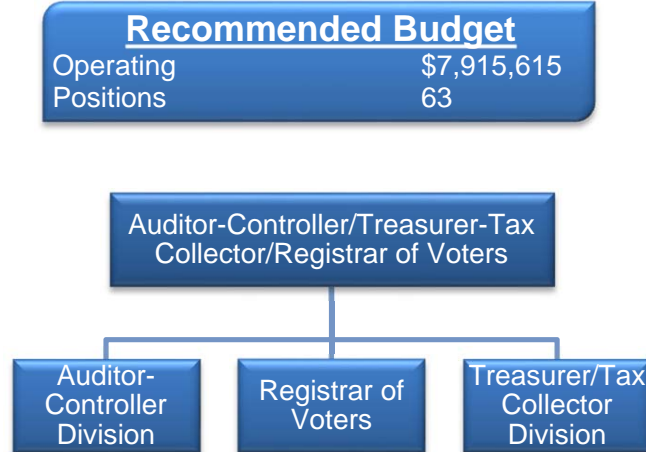 Recommended Budget
Operating $7,915,615
Positions 63
Auditor-Controller/Treasurer-Tax
Collector/Registrar of Voters
Auditor-
Controller
Division
Registrar of
Voters
Treasurer/Tax
Collector
Division